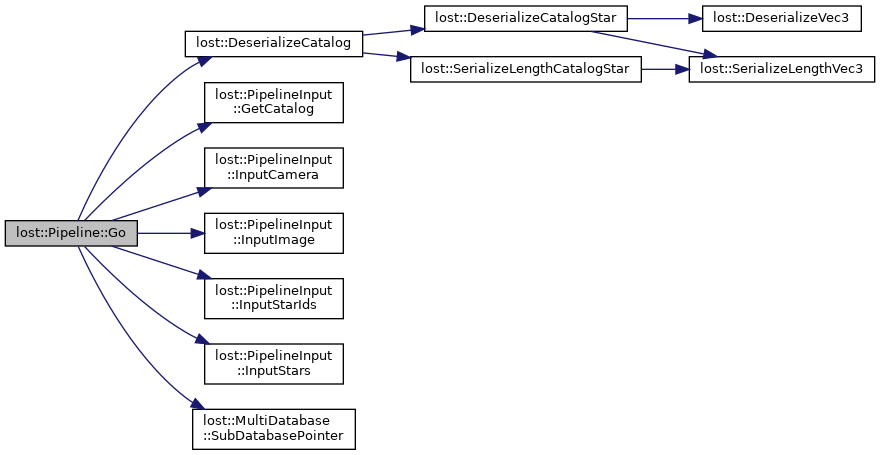 lost::Pipeline::Go
lost::DeserializeCatalog
lost::DeserializeCatalogStar
lost::DeserializeVec3
lost::SerializeLengthCatalogStar
lost::SerializeLengthVec3
lost::PipelineInput
::GetCatalog
lost::PipelineInput
::InputCamera
lost::PipelineInput
::InputImage
lost::PipelineInput
::InputStarIds
lost::PipelineInput
::InputStars
lost::MultiDatabase
::SubDatabasePointer